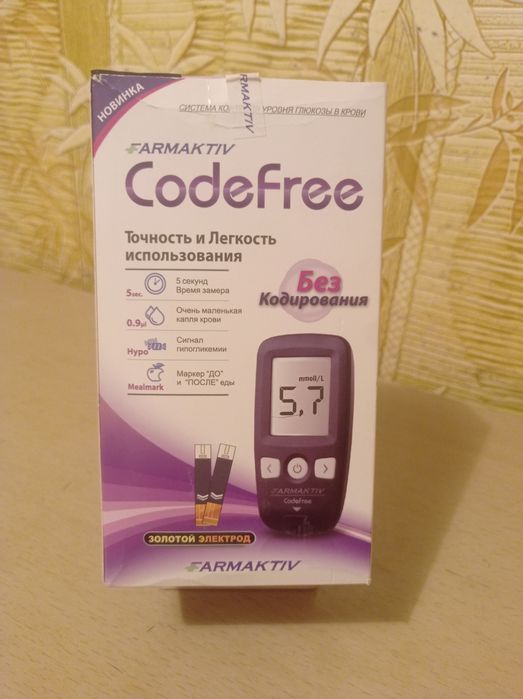 НОВИНКА
RMAKTIV
СИСТЕМА УРОВНЯ ГЛЮКОЗЫ В КРОВИ
FARMAKTIV
CodeFree
Точность и Легкость
использования
5sec.
5 секунд
Время замера
0.9µl
Очень маленькая
капля крови
Hypo
Сигнал
гипогликемии
Mealmark
Маркер "ДО"
и "ПОСЛЕ" еды
Без
Кодирования
mmol/L
5,7
FARMAKTIV
CodeFree
ЗОЛОТОЙ ЭЛЕКТРОД
FARMAKTIV